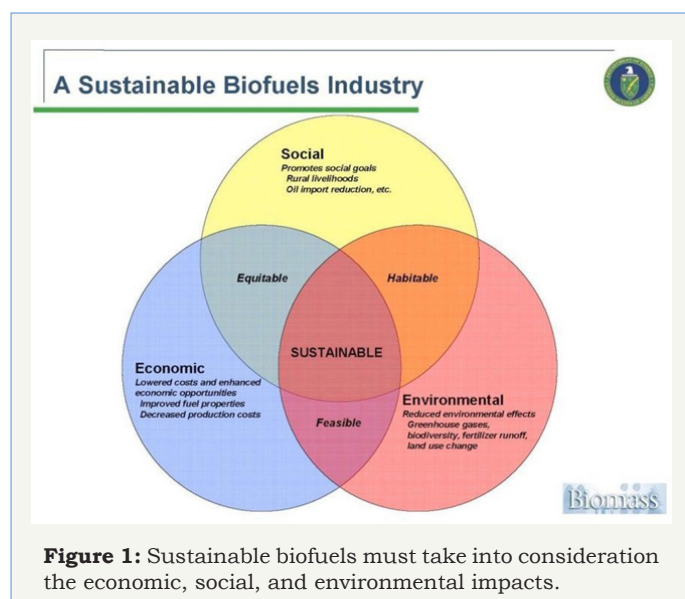 A Sustainable Biofuels Industry
Social
Promotes social goals
Rural livelihoods
Oil import reduction, etc.
Equitable
Habitable
SUSTAINABLE
Economic
Lowered costs and enhanced
economic opportunities
Improved fuel properties
Decreased production costs
Environmental
Reduced environmental effects
Greenhouse gases,
biodiversity, fertilizer runoff,
land use change
Feasible
Biomass
Figure 1: Sustainable biofuels must take into consideration
the economic, social, and environmental impacts.